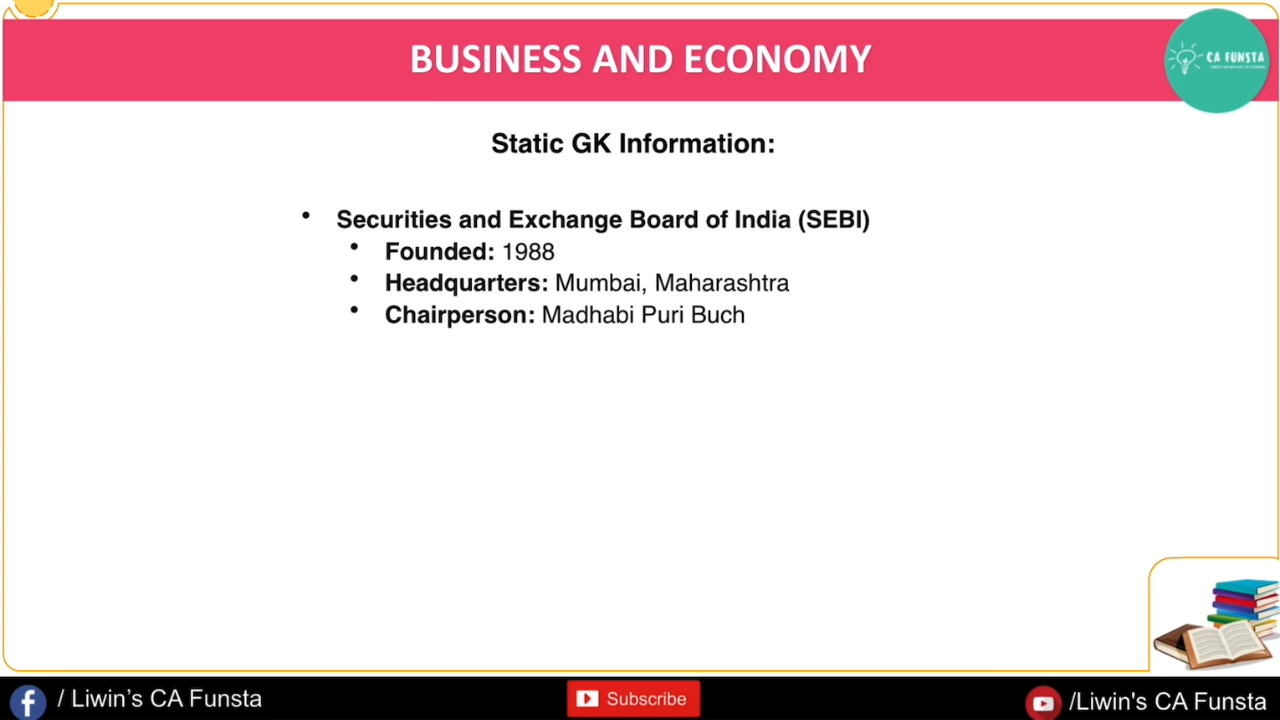 BUSINESS AND ECONOMY
CA FUNSTA
Static GK Information:
• Securities and Exchange Board of India (SEBI)
• Founded: 1988
• Headquarters: Mumbai, Maharashtra
• Chairperson: Madhabi Puri Buch
/ Liwin’s CA Funsta
Subscribe
/Liwin's CA Funsta